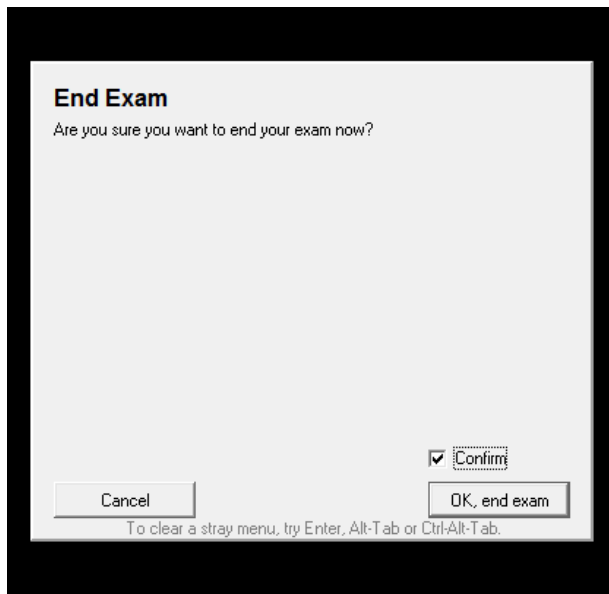 End Exam
Are you sure you want to end your exam now?
Confirm
Cancel
OK, end exam
To clear a stray menu, try Enter, Alt-Tab or Ctrl-Alt-Tab.